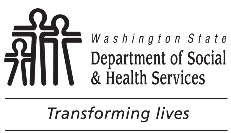 Washington State
Department of Social
& Health Services
Transforming lives